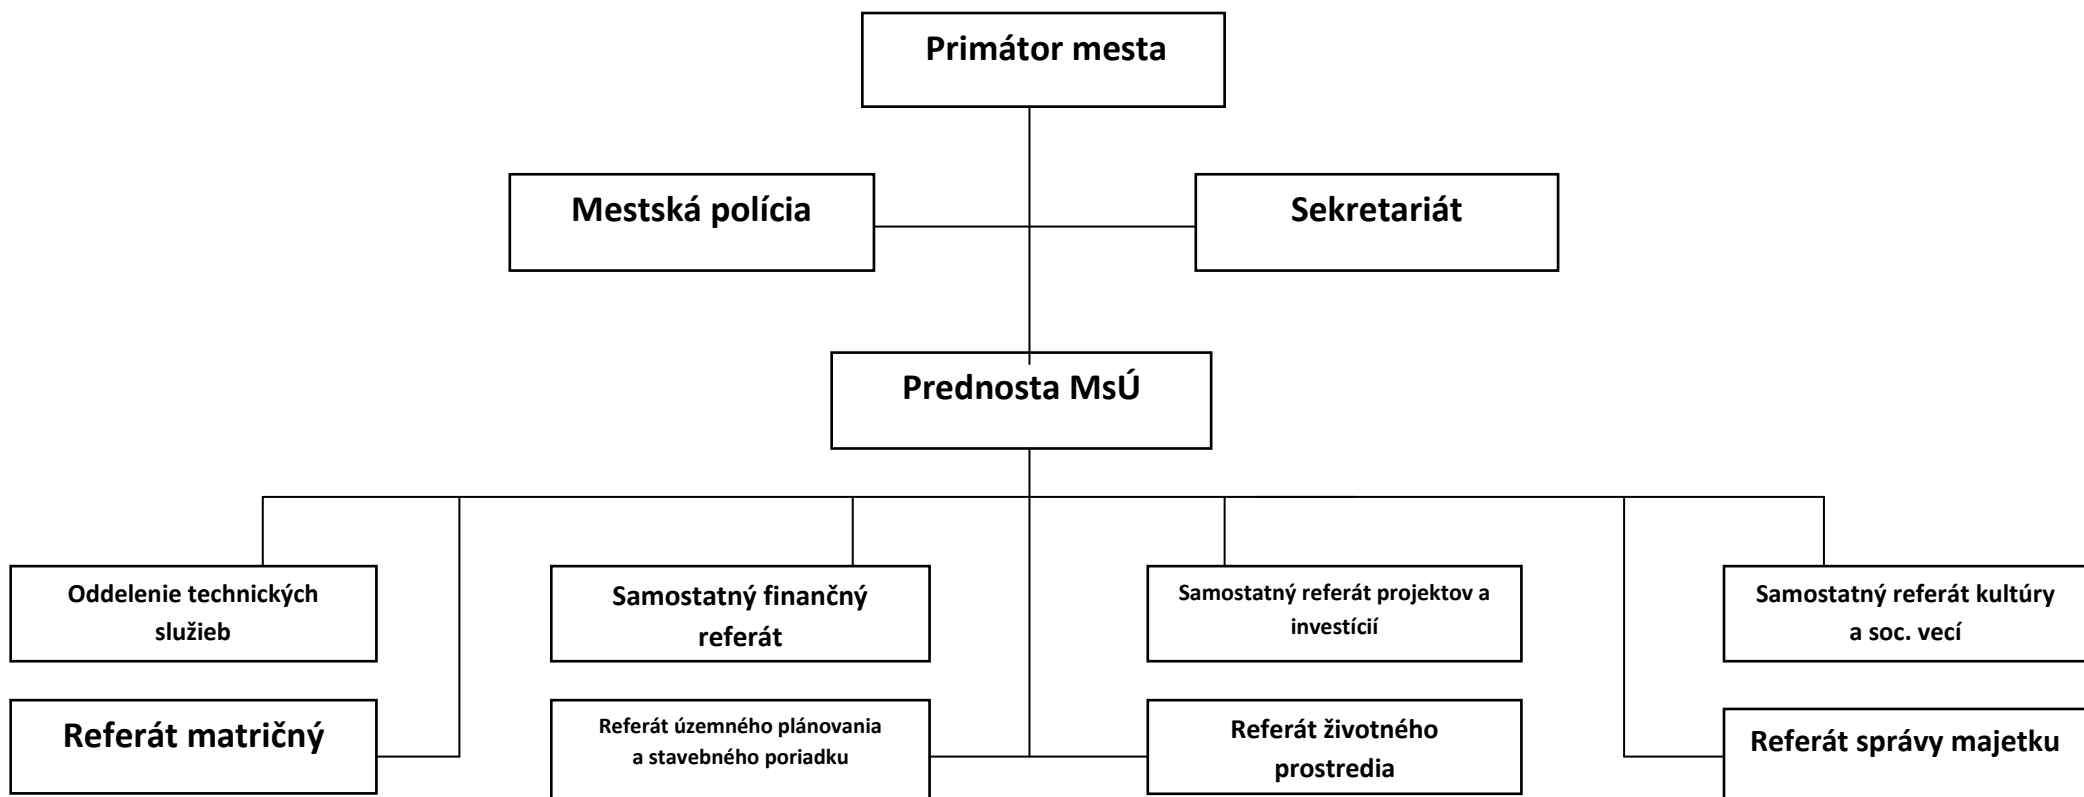 Primátor mesta
Mestská polícia
Sekretariát
Prednosta MsÚ
Oddelenie technických
služieb
Samostatný finančný
referát
Samostatný referát projektov a
investícií
Samostatný referát kultúry
a soc. vecí
Referát matričný
Referát územného plánovania
a stavebného poriadku
Referát životného
prostredia
Referát správy majetku